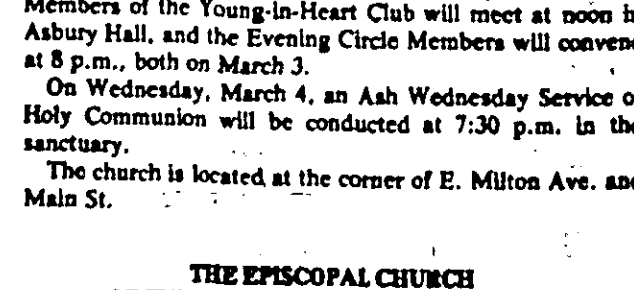 Members of the Young-in-Heart Club will meet at noon in
Asbury Hall, and the Evening Circle Members will convene
at 8 p.m., both on March 3.
On Wednesday, March 4, an Ash Wednesday Service of
Holy Communion will be conducted at 7:30 p.m. in the
sanctuary.
The church is located at the corner of E. Milton Ave. and
Main St.
THE EPISCOPAL CHURCH